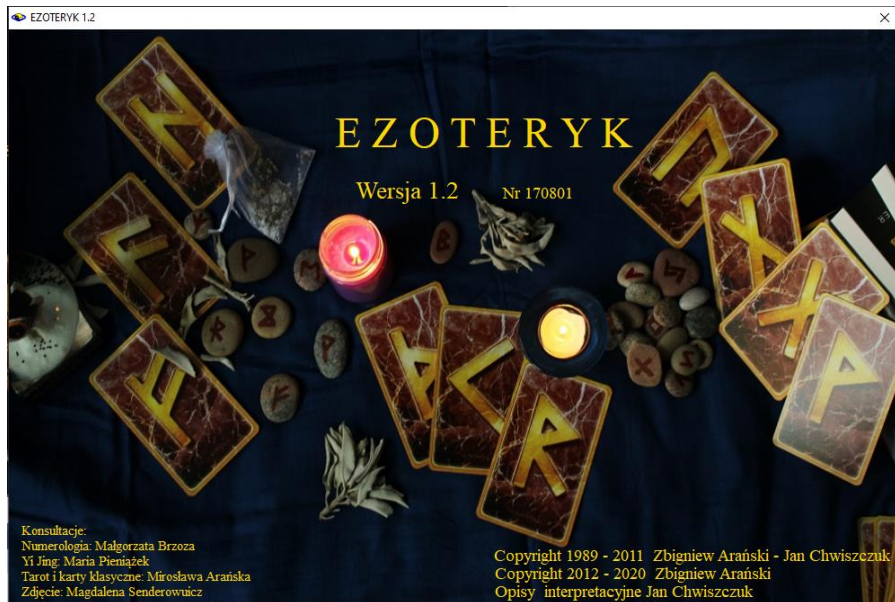 EZOTERYK 1.2
EZOTERYK
Wersja 1.2 Nr 170801
Konsultacje:
Numerologia: Małgorzata Brzoza
Yi Jing: Maria Pieniążek
Tarot i karty klasyczne: Mirosława Arańska
Zdjęcie: Magdalena Senderowuicz
Copyright 1989 - 2011 Zbigniew Arański - Jan Chwiszczuk
Copyright 2012 - 2020 Zbigniew Arański
Opisy interpretacyjne Jan Chwiszczuk